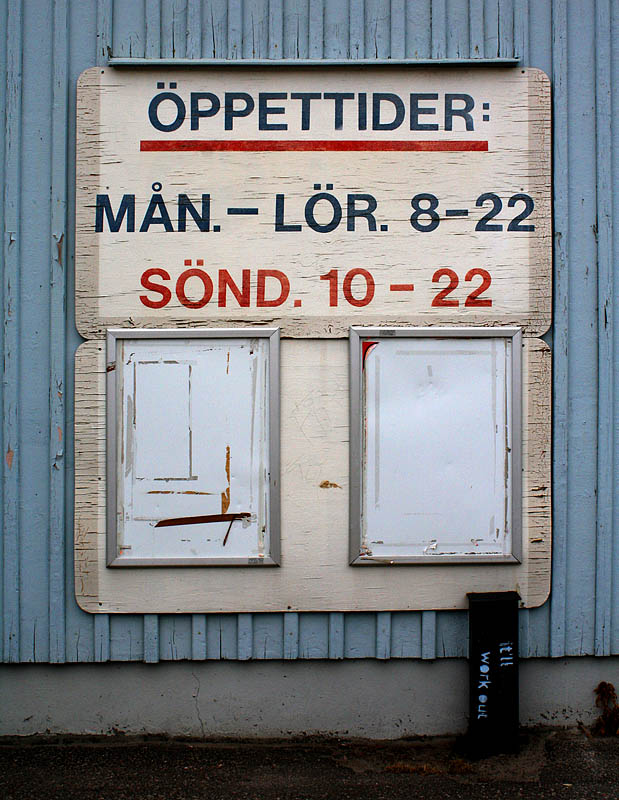 ÖPPETTIDER:
MÅN. – LÖR. 8–22
SÖND. 10 – 22
it'll
work out